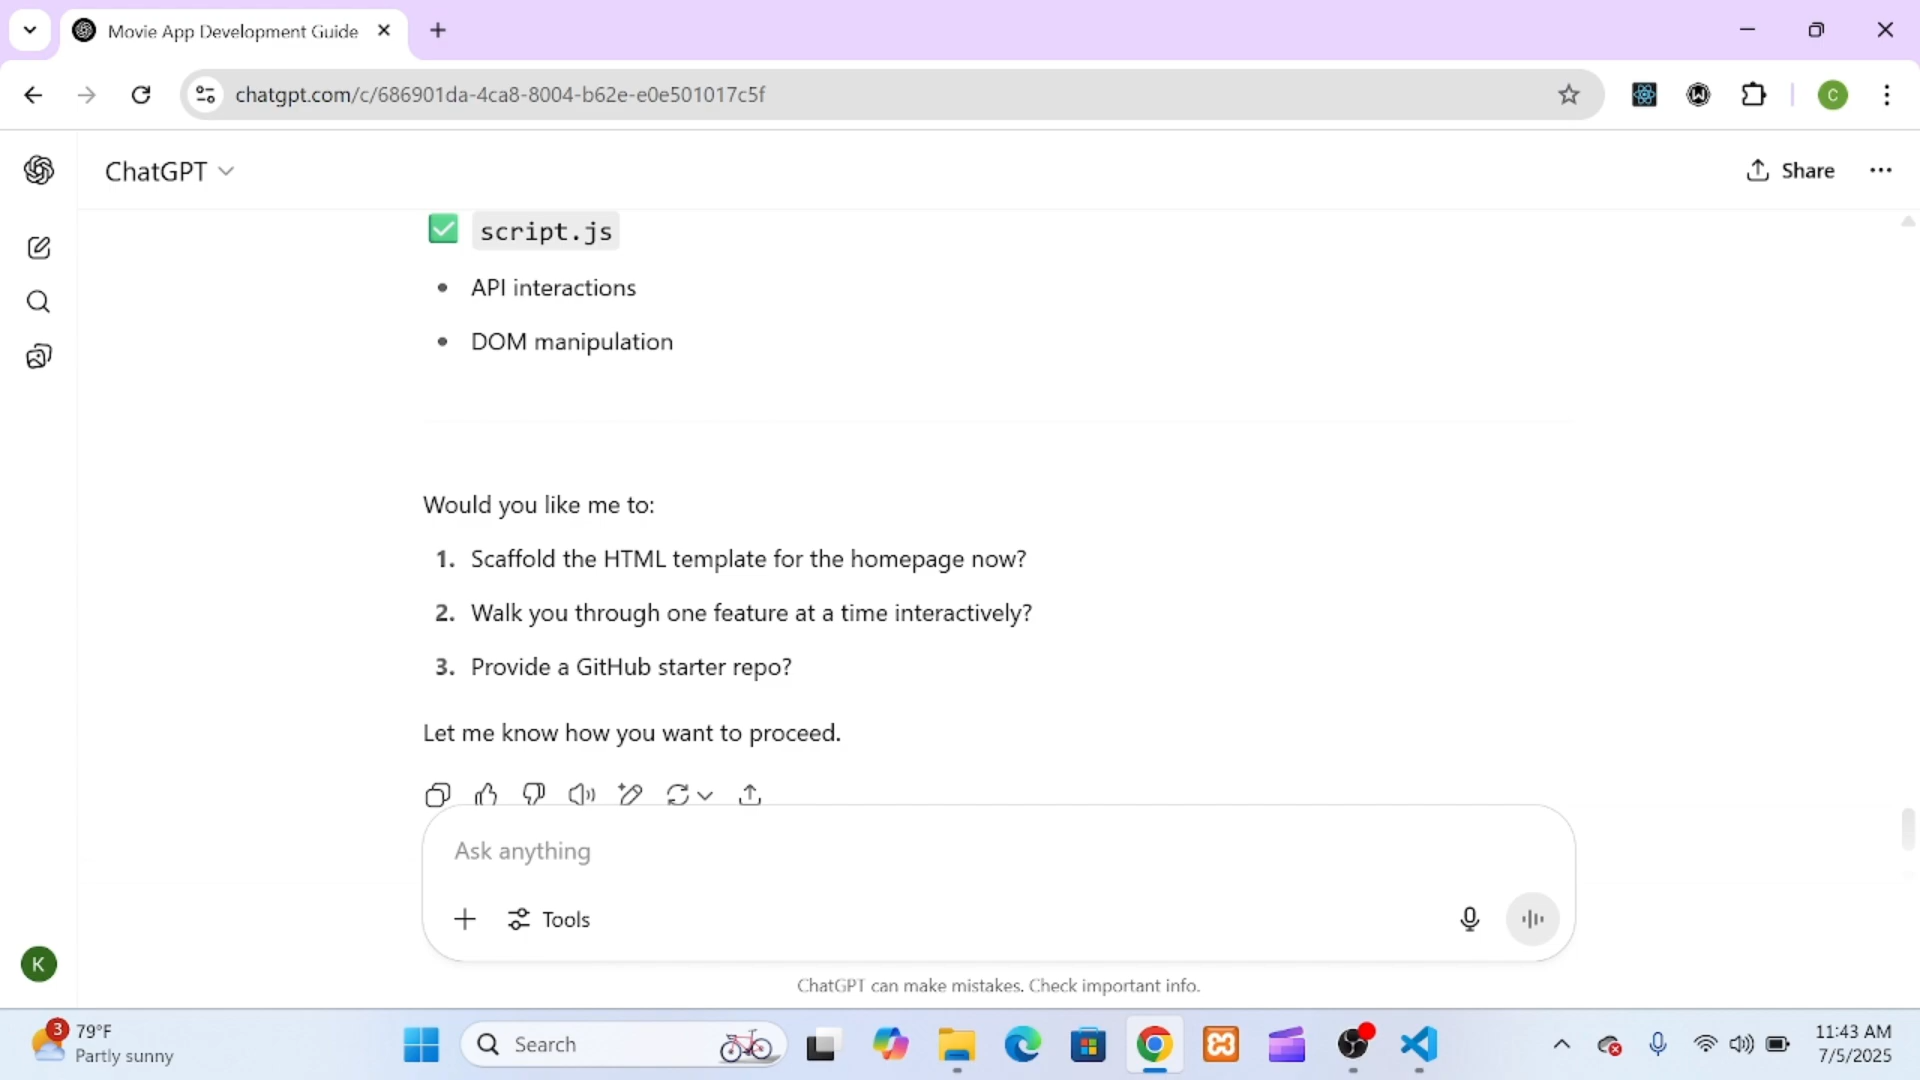 Movie App Development Guide
chatgpt.com/c/686901da-4ca8-8004-b62e-e0e501017c5f
C
ChatGPT
Share
script.js
API interactions
DOM manipulation
Would you like me to:
1. Scaffold the HTML template for the homepage now?
2. Walk you through one feature at a time interactively?
3. Provide a GitHub starter repo?
Let me know how you want to proceed.
Ask anything
Tools
K
ChatGPT can make mistakes. Check important info.
3
79°F
Partly sunny
Search
11:43 AM
7/5/2025